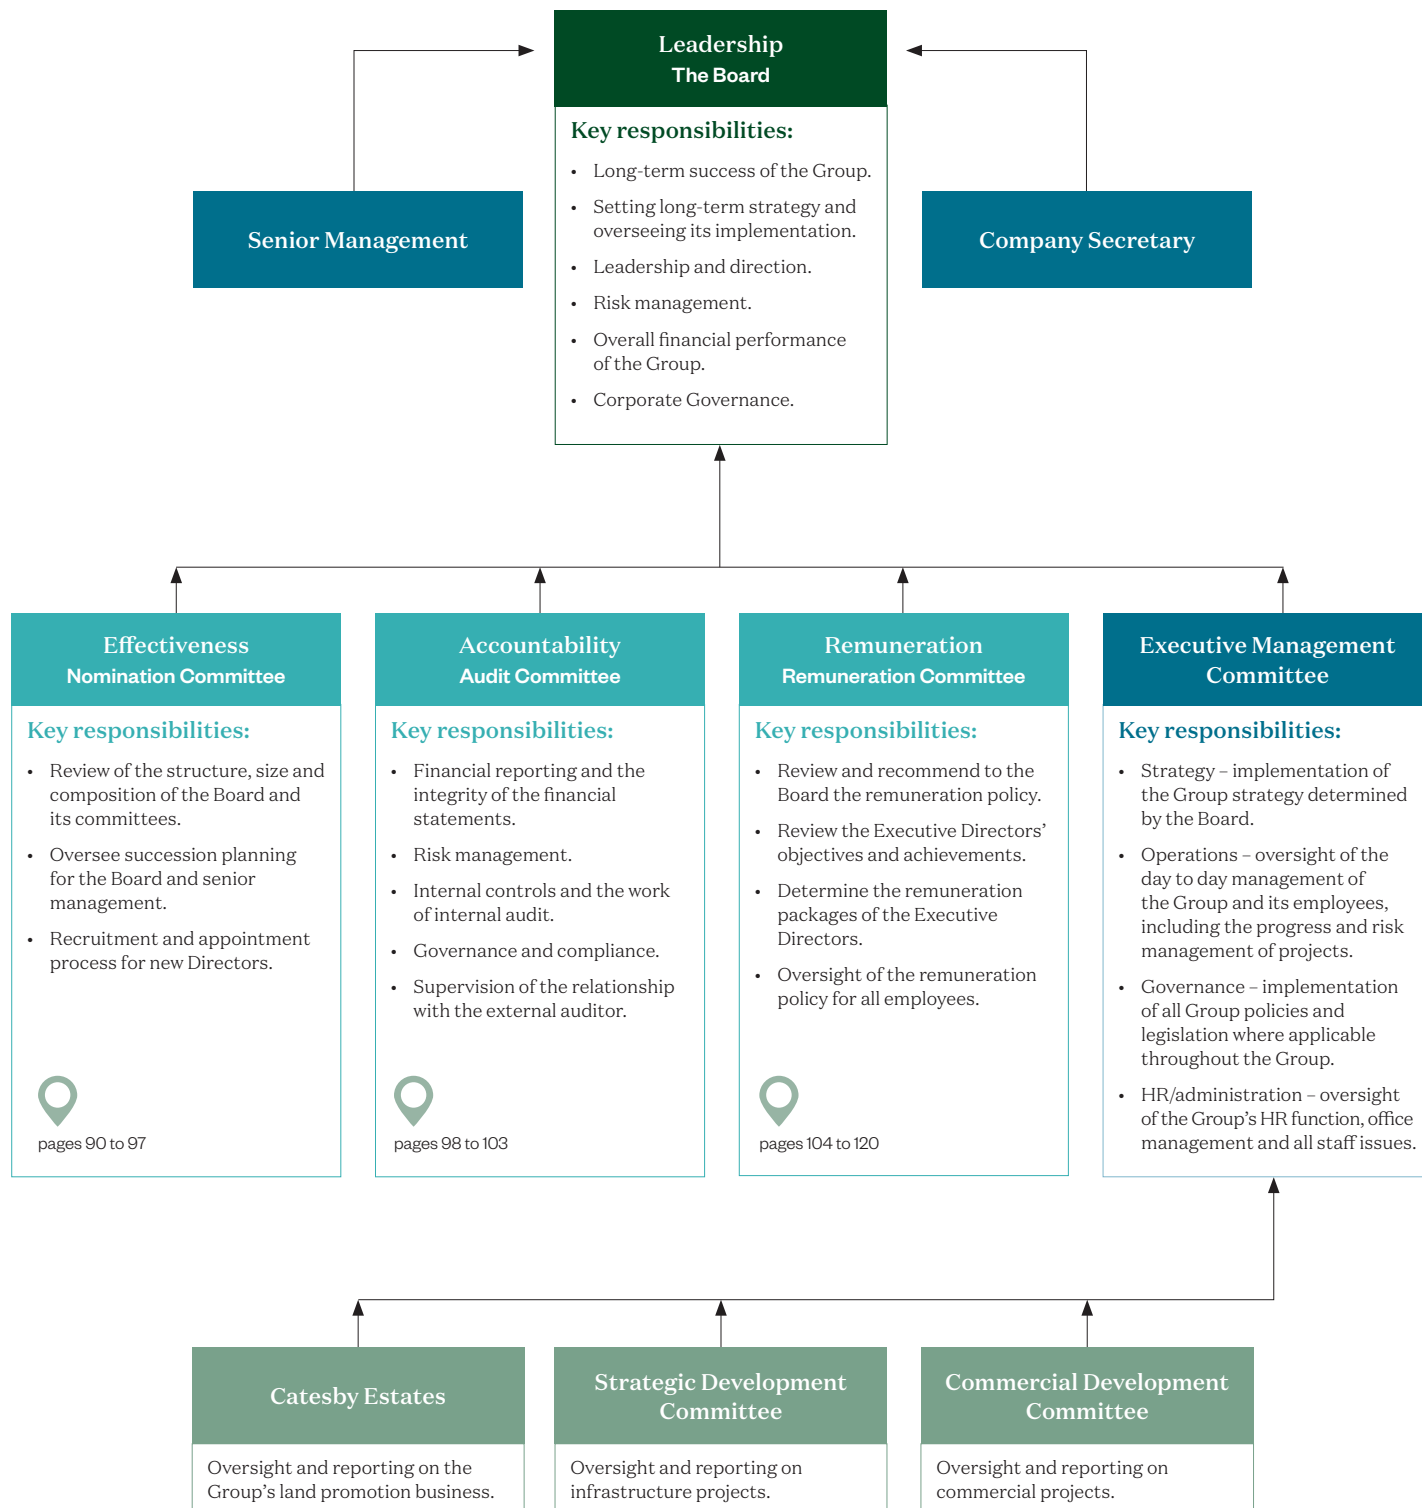 Leadership
The Board
Key responsibilities:
• Long-term success of the Group.
• Setting long-term strategy and
overseeing its implementation.
• Leadership and direction.
• Risk management.
• Overall financial performance
of the Group.
• Corporate Governance.
Senior Management
Company Secretary
Effectiveness
Nomination Committee
Key responsibilities:
• Review of the structure, size and
composition of the Board and
its committees.
• Oversee succession planning
for the Board and senior
management.
• Recruitment and appointment
process for new Directors.
pages 90 to 97
Accountability
Audit Committee
Key responsibilities:
• Financial reporting and the
integrity of the financial
statements.
• Risk management.
• Internal controls and the work
of internal audit.
• Governance and compliance.
• Supervision of the relationship
with the external auditor.
pages 98 to 103
Remuneration
Remuneration Committee
Key responsibilities:
• Review and recommend to the
Board the remuneration policy.
• Review the Executive Directors’
objectives and achievements.
• Determine the remuneration
packages of the Executive
Directors.
• Oversight of the remuneration
policy for all employees.
pages 104 to 120
Executive Management
Committee
Key responsibilities:
• Strategy – implementation of
the Group strategy determined
by the Board.
• Operations – oversight of the
day to day management of
the Group and its employees,
including the progress and risk
management of projects.
• Governance – implementation
of all Group policies and
legislation where applicable
throughout the Group.
• HR/administration – oversight
of the Group’s HR function, office
management and all staff issues.
Catesby Estates
Oversight and reporting on the
Group’s land promotion business.
Strategic Development
Committee
Oversight and reporting on
infrastructure projects.
Commercial Development
Committee
Oversight and reporting on
commercial projects.